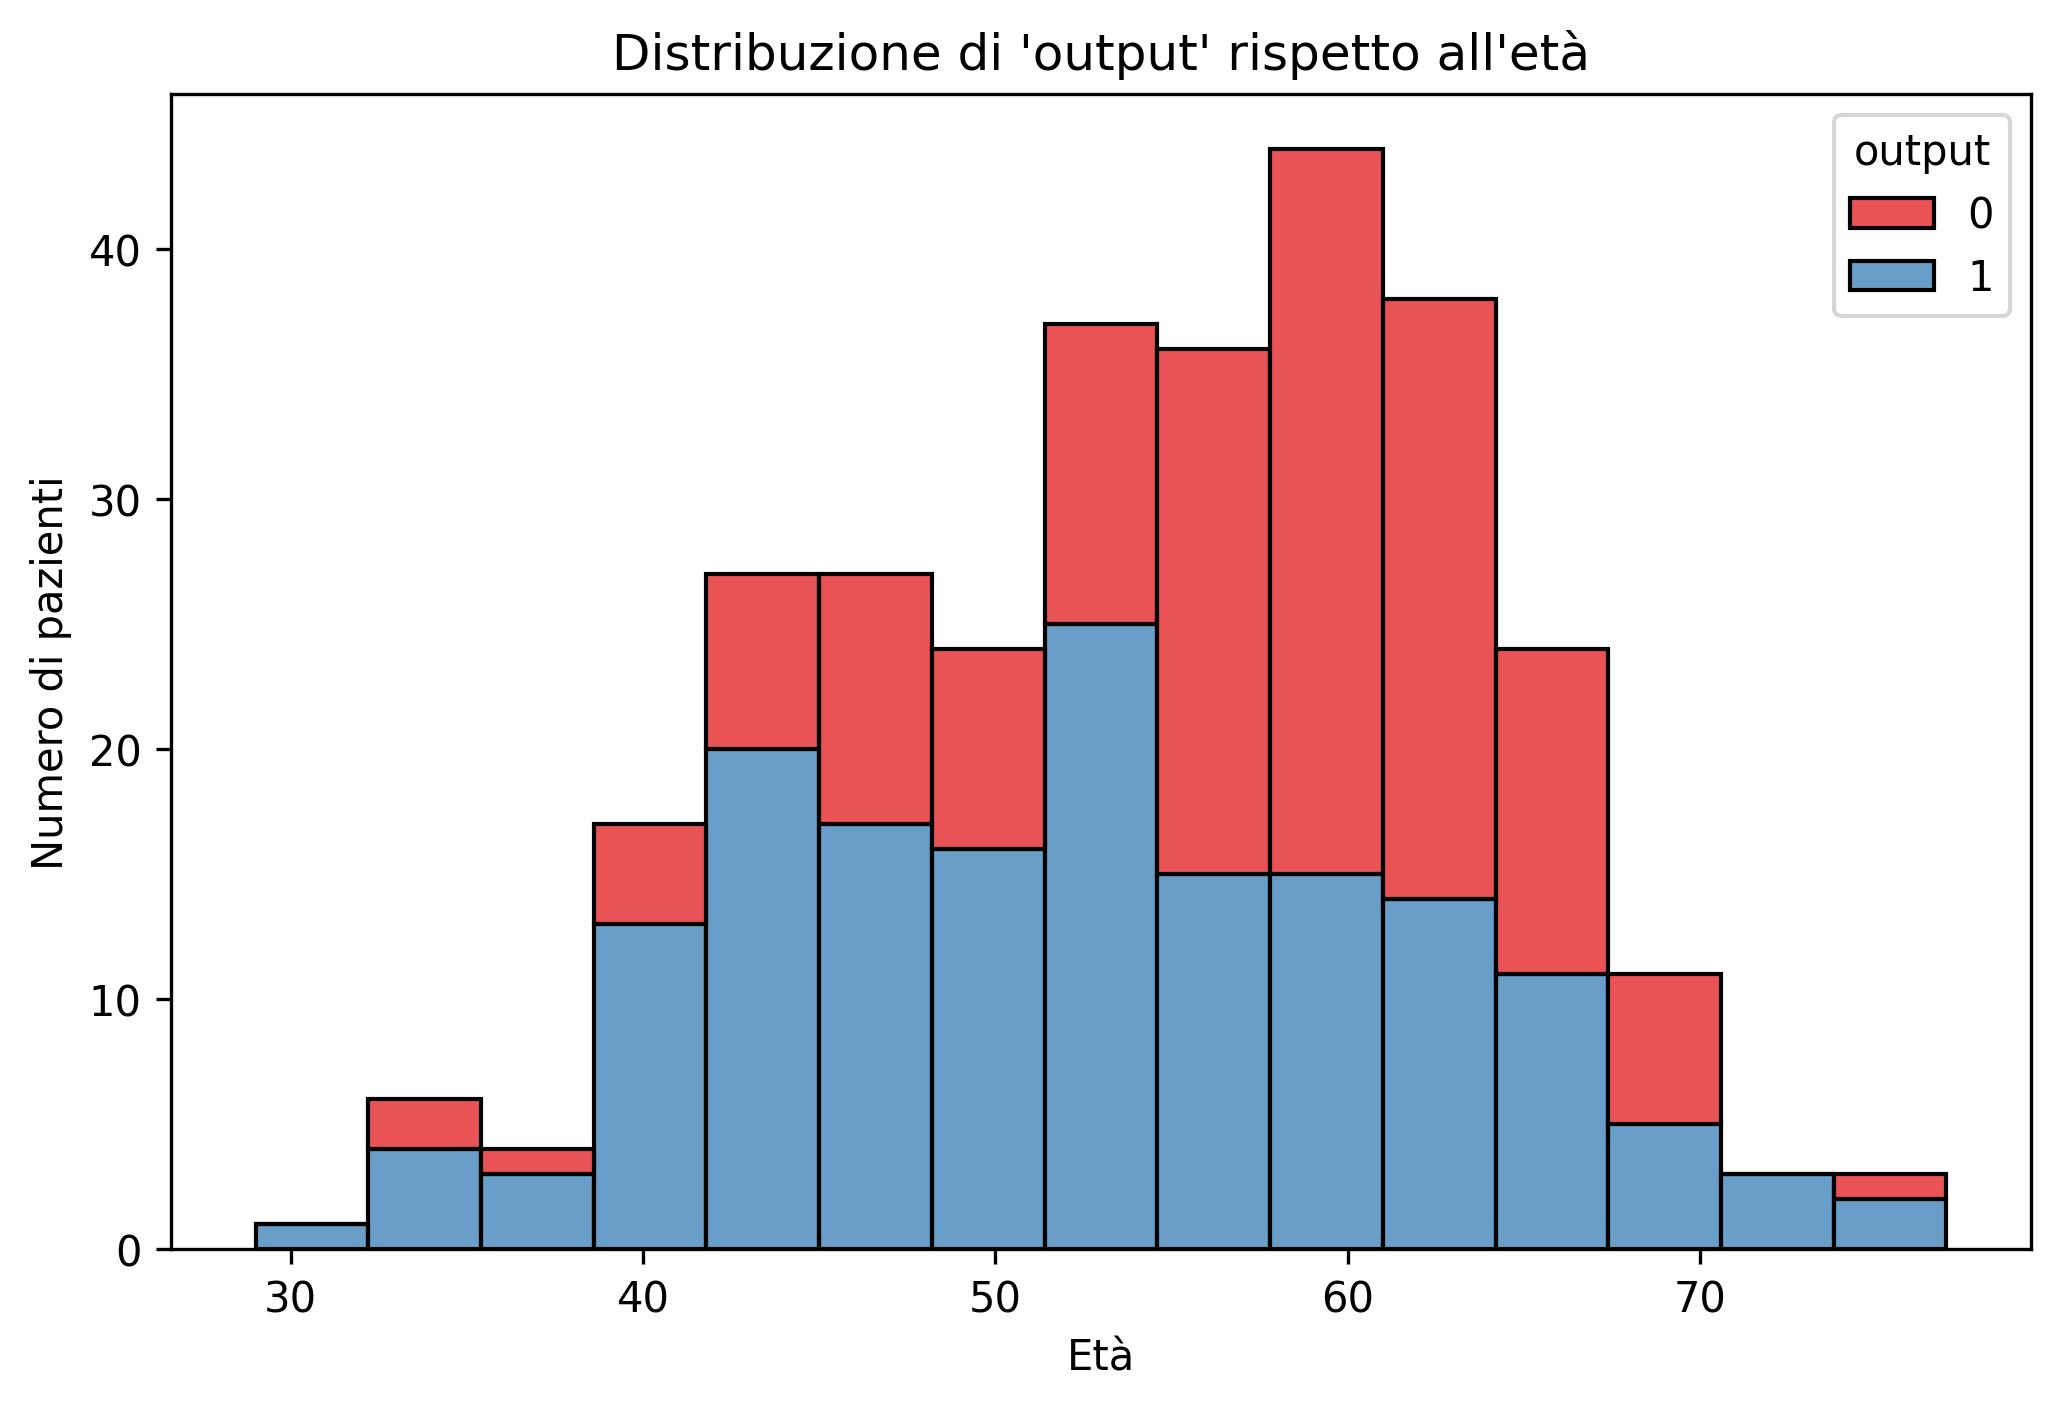 Distribuzione di 'output' rispetto all'età
output
0
1
Numero di pazienti
40
30
20
10
0
30 40 50 60 70
Età